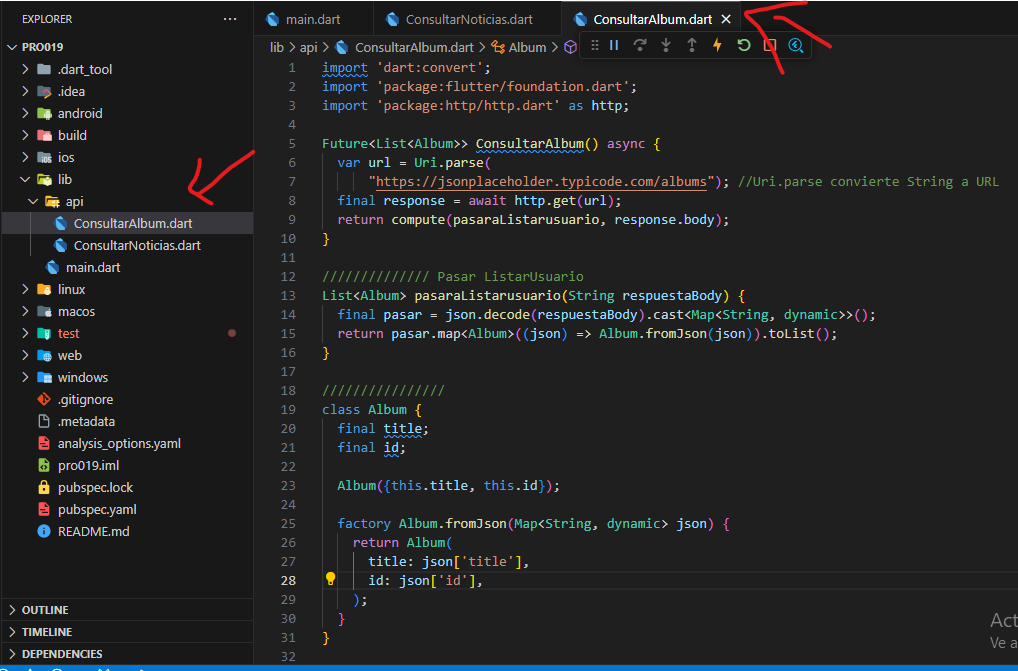 EXPLORER
PRO019
.dart_tool
.idea
android
build
ios
lib
api
ConsultarAlbum.dart
ConsultarNoticias.dart
main.dart
linux
macos
test
web
windows
.gitignore
.metadata
analysis_options.yaml
pro019.iml
pubspec.lock
pubspec.yaml
README.md
OUTLINE
TIMELINE
DEPENDENCIES
main.dart ConsultarNoticias.dart ConsultarAlbum.dart
lib > api > ConsultarAlbum.dart > Album >
1 import 'dart:convert';
2 import 'package:flutter/foundation.dart';
3 import 'package:http/http.dart' as http;
4
5 Future<List<Album>> ConsultarAlbum() async {
6 var url = Uri.parse(
7 "https://jsonplaceholder.typicode.com/albums"); //Uri.parse convierte String a URL
8 final response = await http.get(url);
9 return compute(pasaraListarusuario, response.body);
10 }
11
12 ////////////// Pasar ListarUsuario
13 List<Album> pasaraListarusuario(String respuestaBody) {
14 final pasar = json.decode(respuestaBody).cast<Map<String, dynamic>>();
15 return pasar.map<Album>((json) => Album.fromJson(json)).toList();
16 }
17
18 ////////////////
19 class Album {
20 final title;
21 final id;
22
23 Album({this.title, this.id});
24
25 factory Album.fromJson(Map<String, dynamic> json) {
26 return Album(
27 title: json['title'],
28 id: json['id'],
29 );
30 }
31 }
32
Act
Ve a